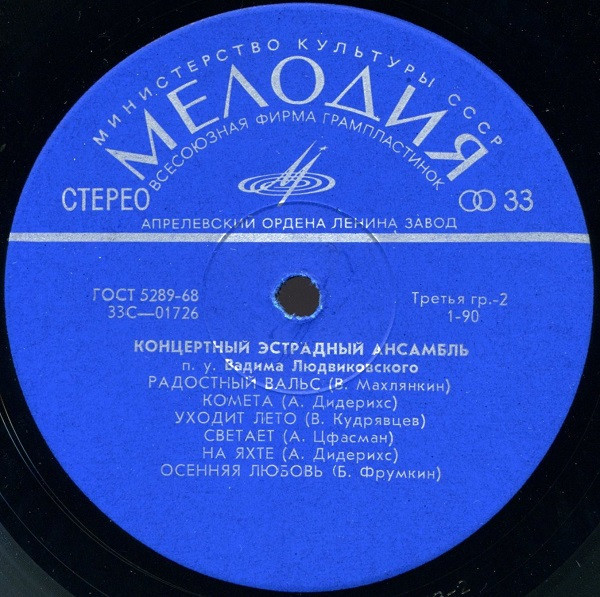 МИНИСТЕРСТВО КУЛЬТУРЫ СССР
МЕЛОДИЯ
ВСЕСОЮЗНАЯ ФИРМА ГРАМПЛАСТИНОК
СТЕРЕО
33
АПРЕЛЕВСКИЙ ОРДЕНА ЛЕНИНА ЗАВОД
ГОСТ 5289-68
33С—01726
Третья гр.-2
1-90
КОНЦЕРТНЫЙ ЭСТРАДНЫЙ АНСАМБЛЬ
п. у. Вадима Людвиковского
РАДОСТНЫЙ ВАЛЬС (В. Махлянкин)
КОМЕТА (А. Дидерихс)
УХОДИТ ЛЕТО (В. Кудрявцев)
СВЕТАЕТ (А. Цфасман)
НА ЯХТЕ (А. Дидерихс)
ОСЕННЯЯ ЛЮБОВЬ (Б. Фрумкин)